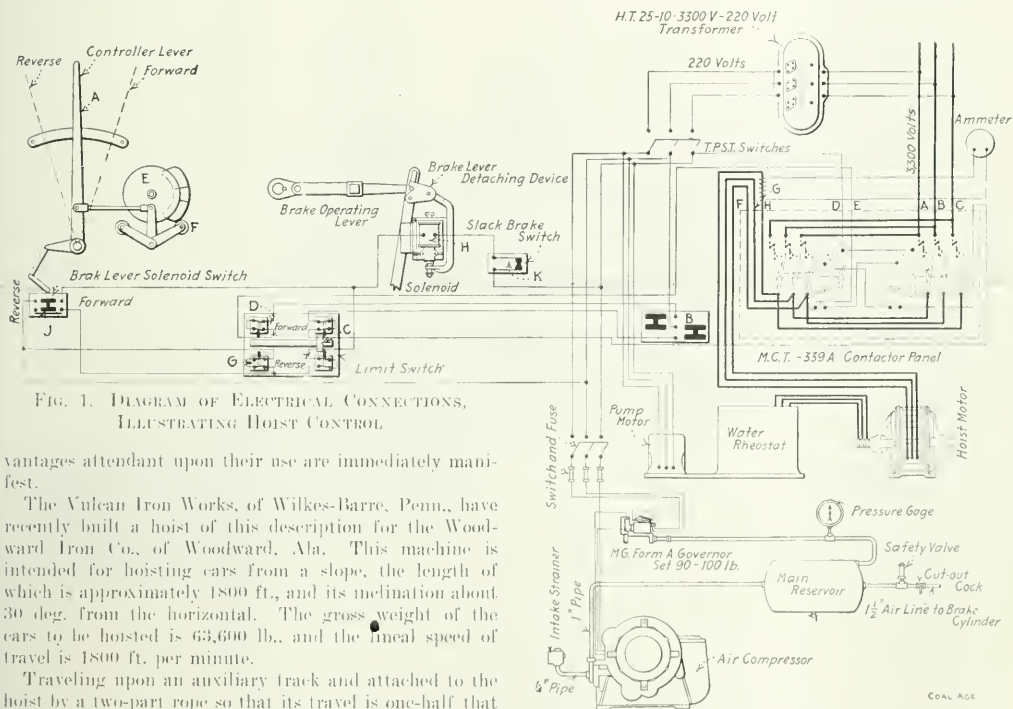 H.T. 25-10-3300 V-220 Volt
Transformer
Reverse
Controller Lever
Forward
A
220 Volts
3,300 Volts
Ammeter
T.P.S.T. Switches
E
F
Brake Lever
Detaching Device
Brake Operating
Lever
Slack Brake
Switch
H
K
Solenoid
G
F
H
D
E
A
B
C
Brak Lever Solenoid Switch
Reverse
Forward
J
D
Forward
C
G
Reverse
Limit Switch
B
M.C.T. -339A Contactor Panel
FIG. 1. DIAGRAM OF ELECTRICAL CONNECTIONS,
ILLUSTRATING HOIST CONTROL
Switch and Fuse
Pump
Motor
Water
Rheostat
Hoist Motor
vantages attendant upon their use are immediately mani-
fest.
The Vulcan Iron Works, of Wilkes-Barre, Penn., have
recently built a hoist of this description for the Wood-
ward Iron Co., of Woodward, Ala. This machine is
intended for hoisting cars from a slope, the length of
which is approximately 1800 ft., and its inclination about
30 deg. from the horizontal. The gross weight of the
cars to be hoisted is 63,600 lb., and the lineal speed of
travel is 1800 ft. per minute.
Traveling upon an auxiliary track and attached to the
hoist by a two-part rope so that its travel is one-half that
Pressure Gage
M.G. Form A Governor
Set 90-100 lb.
Safety Valve
Main
Reservoir
Cut-out
Cock
1½" Air Line to Brake
Cylinder
Intake Strainer
1" Pipe
Air Compressor
¼" Pipe
COAL AGE